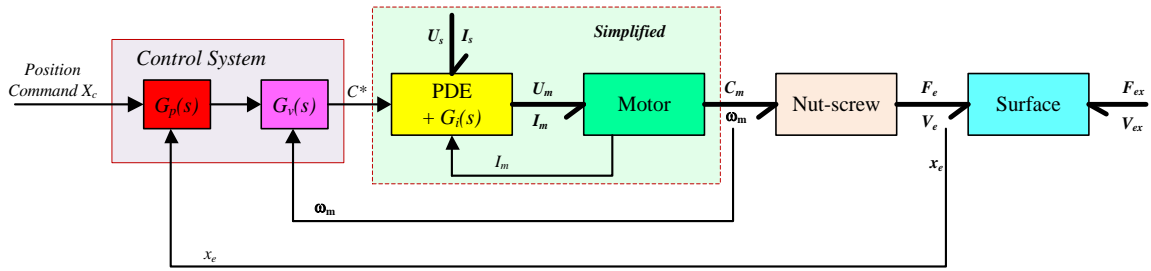 Position
Command X_c
Control System
G_p(s)
G_v(s)
C*
U_s
I_s
Simplified
PDE
+ G_i(s)
U_m
I_m
Motor
I_m
C_m
ω_m
Nut-screw
F_e
V_e
x_e
Surface
F_ex
V_ex
ω_m
x_e